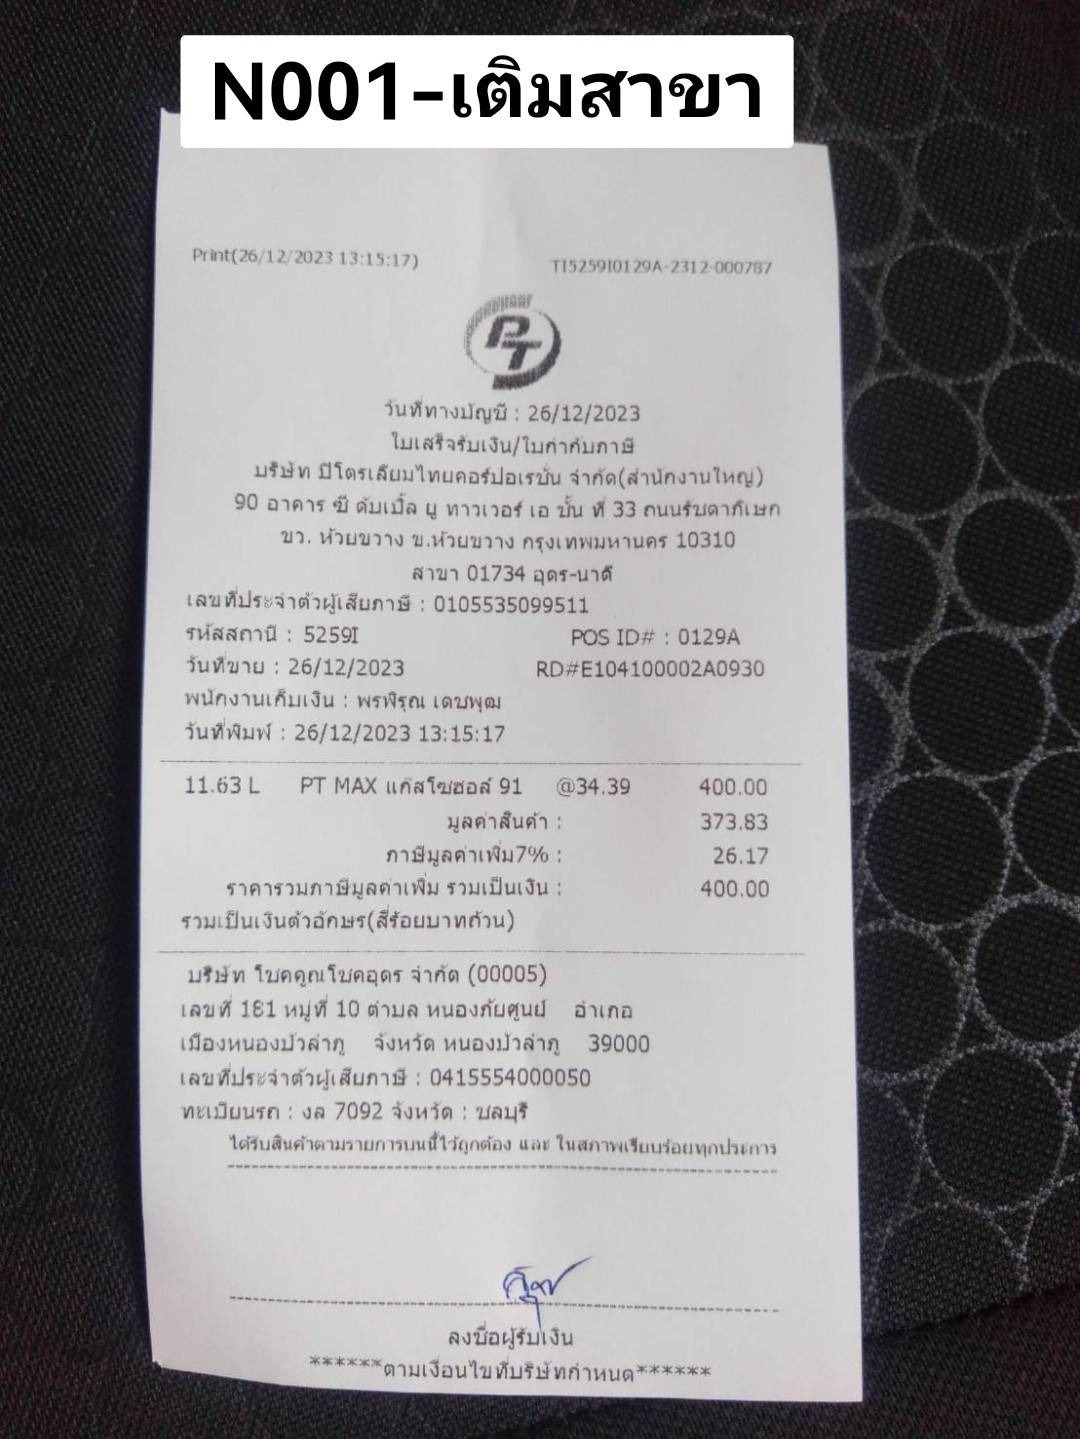 N001-เติมสาขา
Print(26/12/2023 13:15:17) TI5259I0129A-2312-000787
PT
วันที่ทางบัญชี : 26/12/2023
ใบเสร็จรับเงิน/ใบกำกับภาษี
บริษัท ปิโตรเลียมไทยคอร์ปอเรชั่น จำกัด(สำนักงานใหญ่)
90 อาคาร ซี ดับเบิ้ล ยู ทาวเวอร์ เอ ชั้น ที่ 33 ถนนรัชดาภิเษก
ขว. ห้วยขวาง ข.ห้วยขวาง กรุงเทพมหานคร 10310
สาขา 01734 อุดร-นาดี
เลขที่ประจำตัวผู้เสียภาษี : 0105535099511
รหัสสถานี : 5259I POS ID# : 0129A
วันที่ขาย : 26/12/2023 RD#E104100002A0930
พนักงานเก็บเงิน : พรพิรุณ เดชพุฒ
วันที่พิมพ์ : 26/12/2023 13:15:17
11.63 L PT MAX แก๊สโซฮอล์ 91 @34.39 400.00
มูลค่าสินค้า : 373.83
ภาษีมูลค่าเพิ่ม7% : 26.17
ราคารวมภาษีมูลค่าเพิ่ม รวมเป็นเงิน : 400.00
รวมเป็นเงินตัวอักษร(สี่ร้อยบาทถ้วน)
บริษัท โชคคูณโชคอุดร จำกัด (00005)
เลขที่ 181 หมู่ที่ 10 ตำบล หนองภัยศูนย์ อำเภอ
เมืองหนองบัวลำภู จังหวัด หนองบัวลำภู 39000
เลขที่ประจำตัวผู้เสียภาษี : 0415554000050
ทะเบียนรถ : งล 7092 จังหวัด : ชลบุรี
ได้รับสินค้าตามรายการบนนี้ไว้ถูกต้อง และ ในสภาพเรียบร้อยทุกประการ
ลงชื่อผู้รับเงิน
******ตามเงื่อนไขที่บริษัทกำหนด******